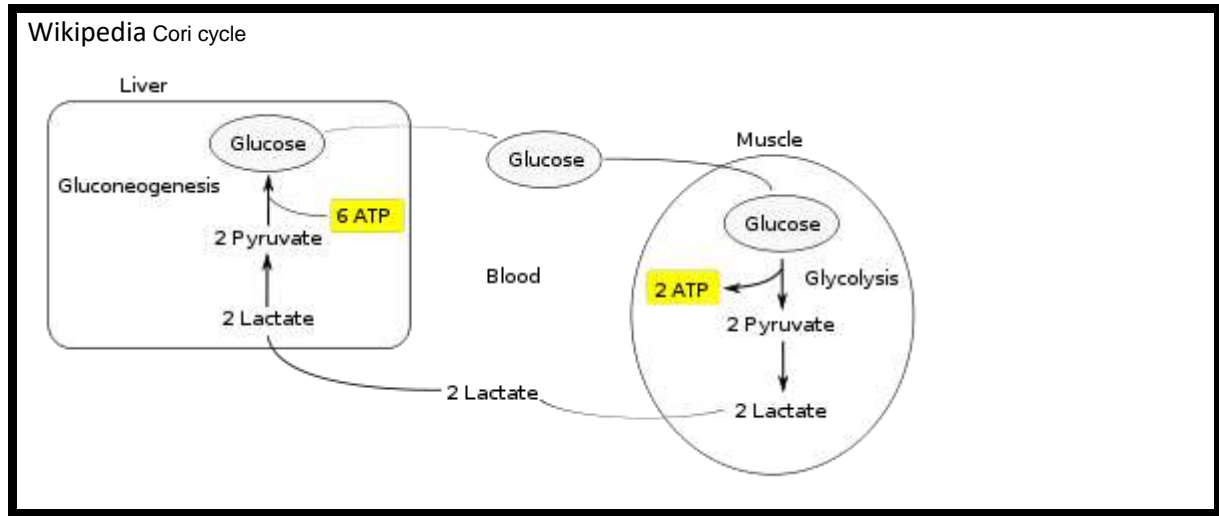 Wikipedia Cori cycle
Liver
Glucose
Gluconeogenesis
6 ATP
2 Pyruvate
2 Lactate
Glucose
Blood
2 Lactate
Muscle
Glucose
2 ATP
Glycolysis
2 Pyruvate
2 Lactate